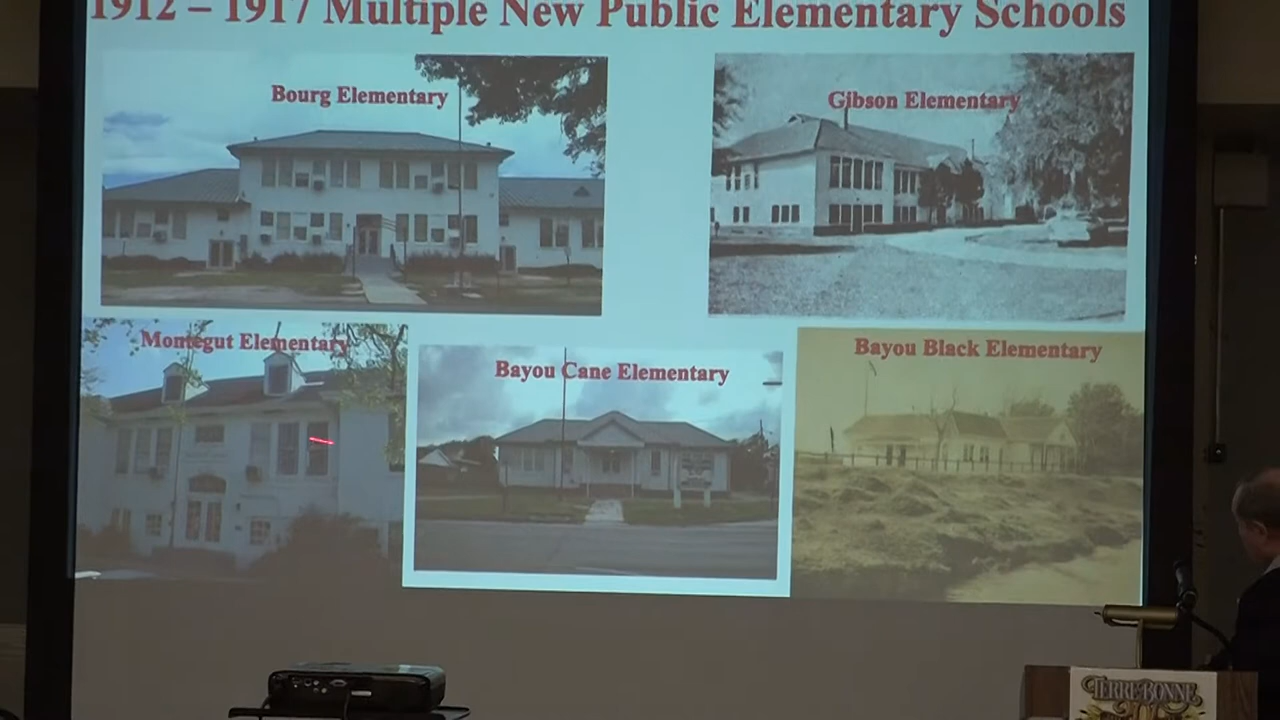 1912 – 1917 Multiple New Public Elementary Schools
Bourg Elementary
Gibson Elementary
Montegut Elementary
Bayou Cane Elementary
Bayou Black Elementary
TERREBONNE